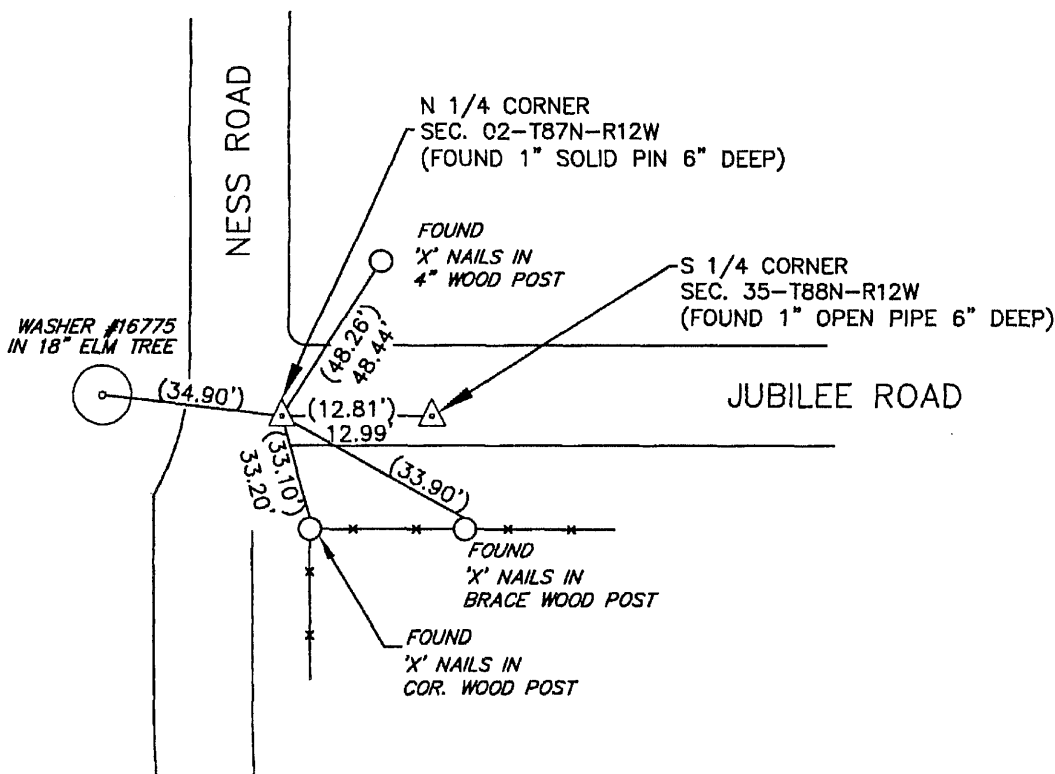 NESS ROAD
N 1/4 CORNER
SEC. 02-T87N-R12W
(FOUND 1" SOLID PIN 6" DEEP)
FOUND
'X' NAILS IN
4" WOOD POST
S 1/4 CORNER
SEC. 35-T88N-R12W
(FOUND 1" OPEN PIPE 6" DEEP)
WASHER #16775
IN 18" ELM TREE
(48.26')
48.44'
(34.90')
(12.81')
12.99'
JUBILEE ROAD
(33.10')
33.20'
(33.90')
FOUND
'X' NAILS IN
BRACE WOOD POST
FOUND
'X' NAILS IN
COR. WOOD POST